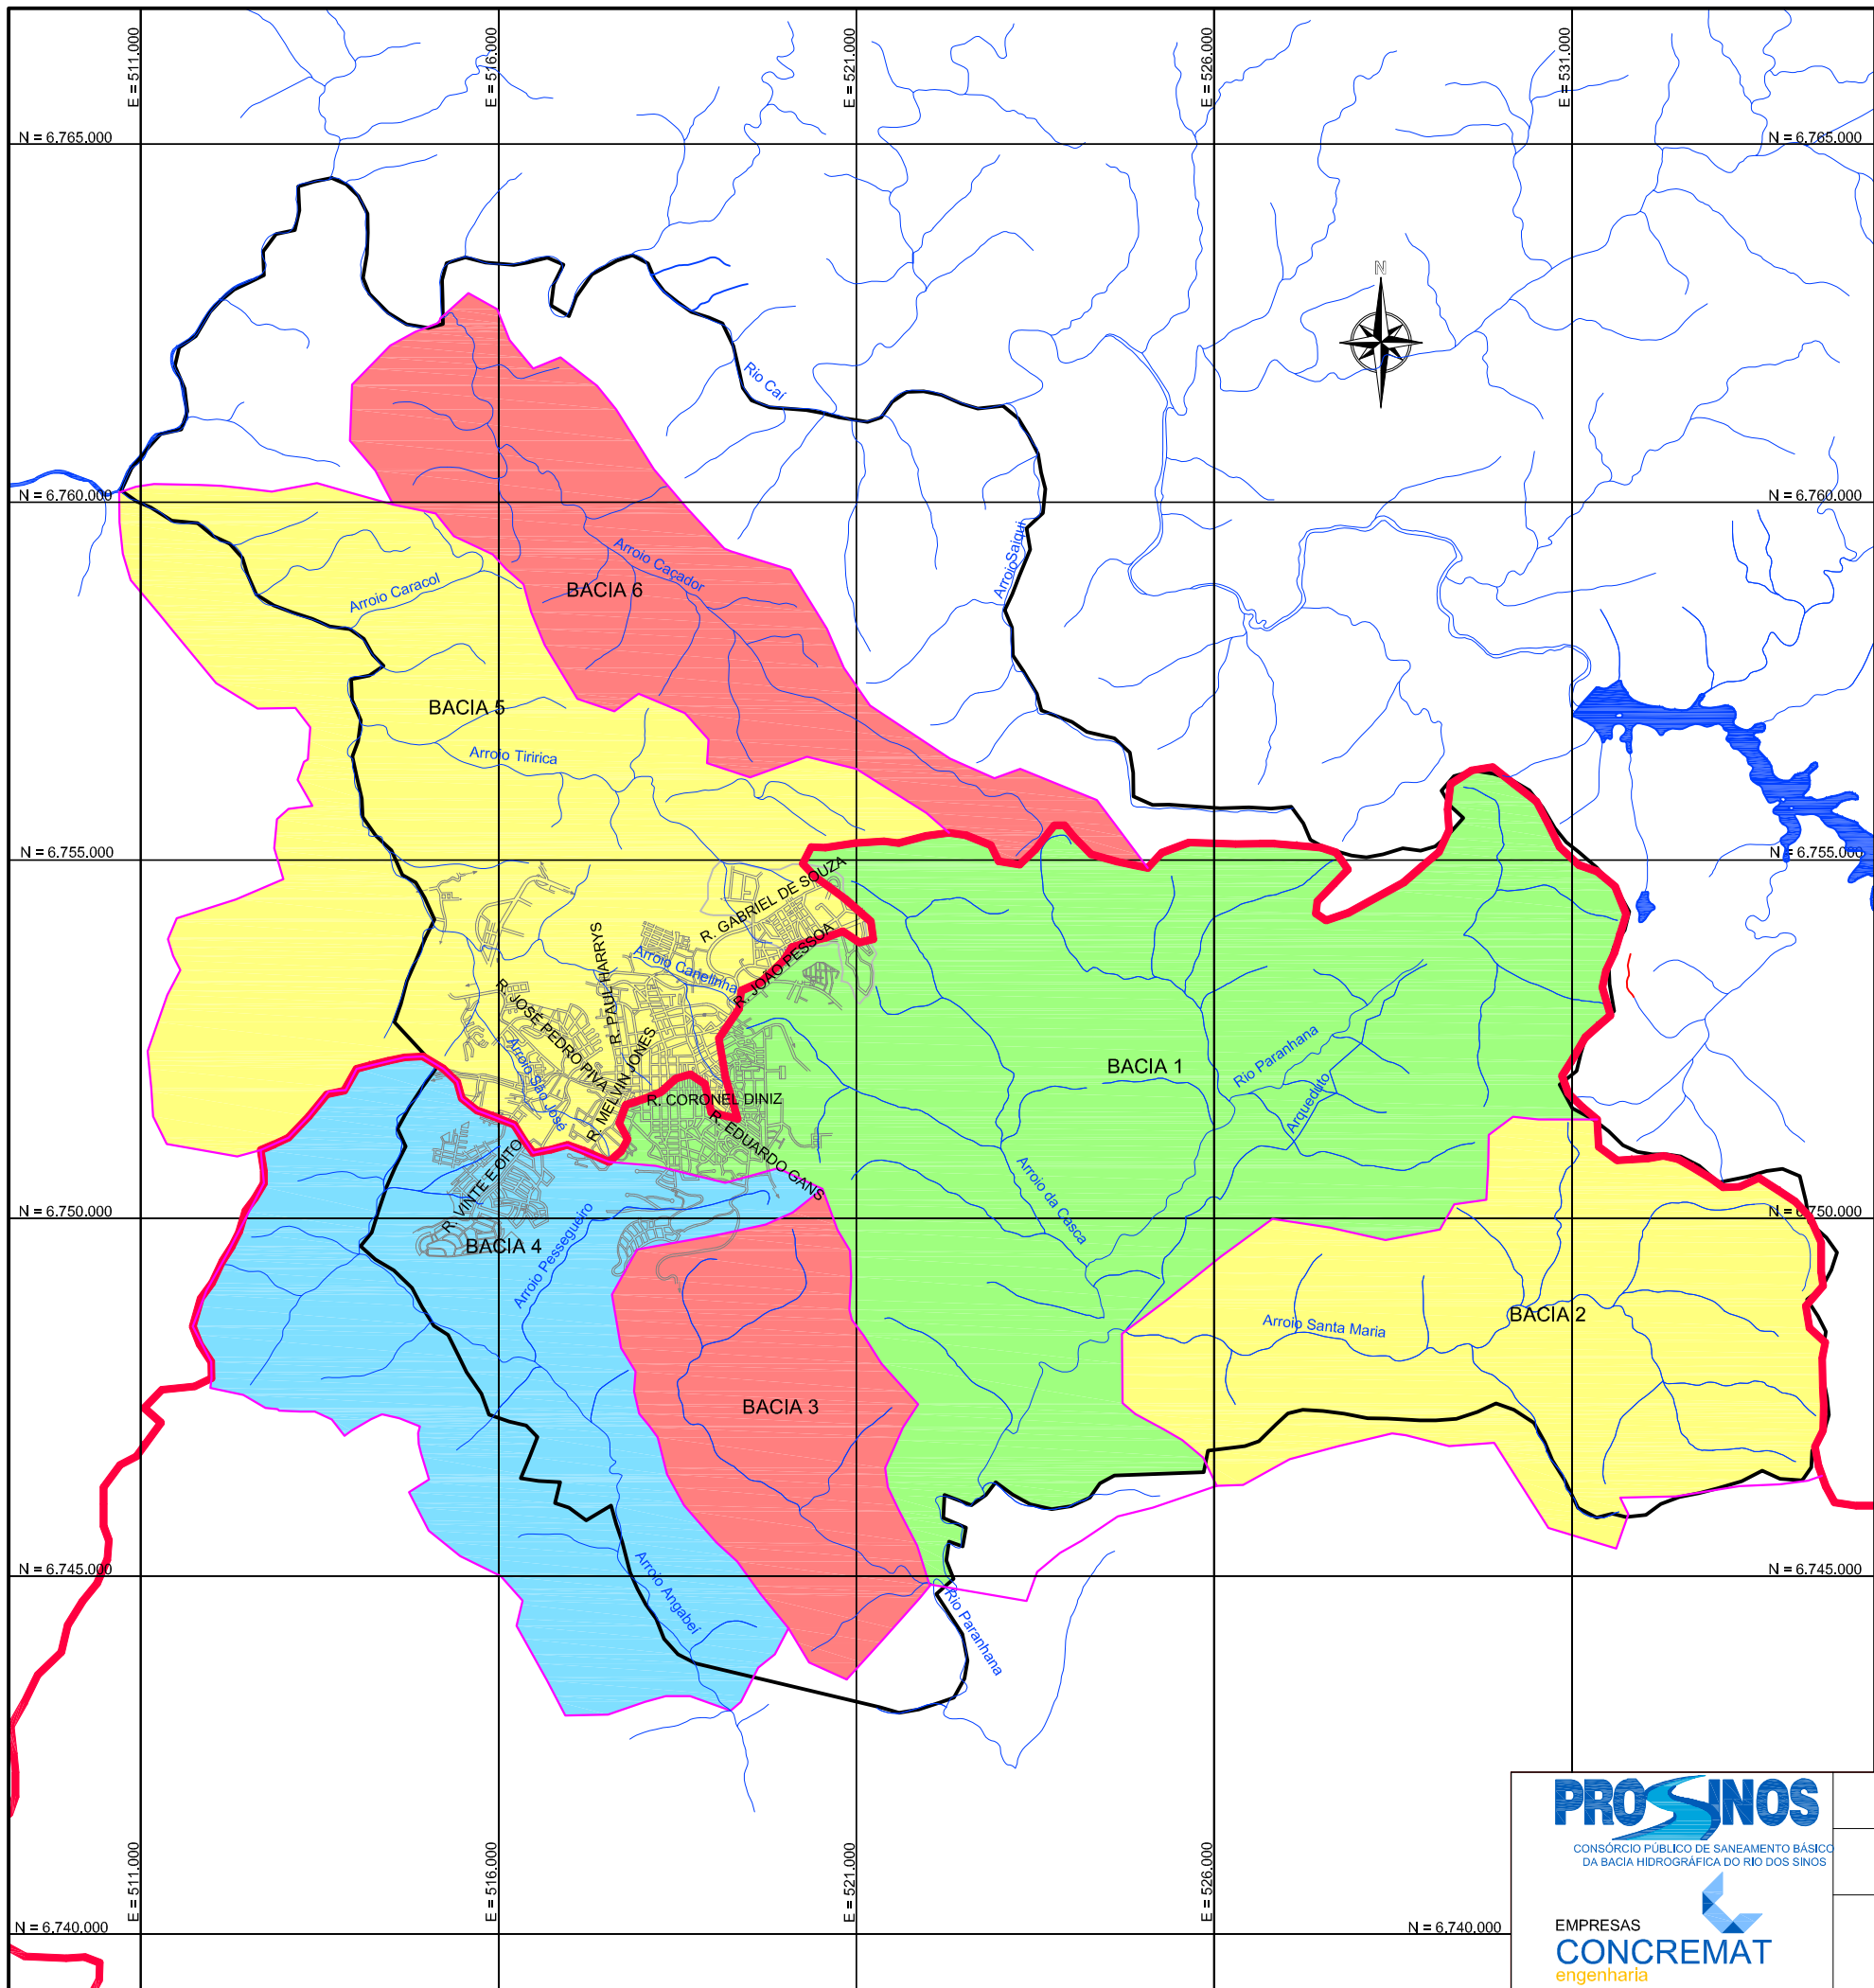 E = 511.000
E = 516.000
E = 521.000
E = 526.000
E = 531.000
N = 6.765.000
N = 6.765.000
N
Rio Caí
N = 6.760.000
N = 6.760.000
Arroio Saiqui
Arroio Caçador
BACIA 6
Arroio Caracol
BACIA 5
Arroio Tiririca
N = 6.755.000
N = 6.755.000
R. GABRIEL DE SOUZA
R. PAUL HARRYS
Arroio Canelinha
R. JOÃO PESSOA
R. JOSÉ PEDRO PIVA
Arroio São José
R. MELVIN JONES
R. CORONEL DINIZ
R. EDUARDO GANS
BACIA 1
Rio Paranhana
Arqueduto
R. VINTE E OITO
Arroio da Casca
N = 6.750.000
N = 6.750.000
BACIA 4
Arroio Pessegueiro
BACIA 2
Arroio Santa Maria
BACIA 3
N = 6.745.000
N = 6.745.000
Arroio Angabeí
Rio Paranhana
E = 511.000
E = 516.000
E = 521.000
E = 526.000
N = 6.740.000
N = 6.740.000
PROSINOS
CONSÓRCIO PÚBLICO DE SANEAMENTO BÁSICO
DA BACIA HIDROGRÁFICA DO RIO DOS SINOS
EMPRESAS
CONCREMAT
engenharia